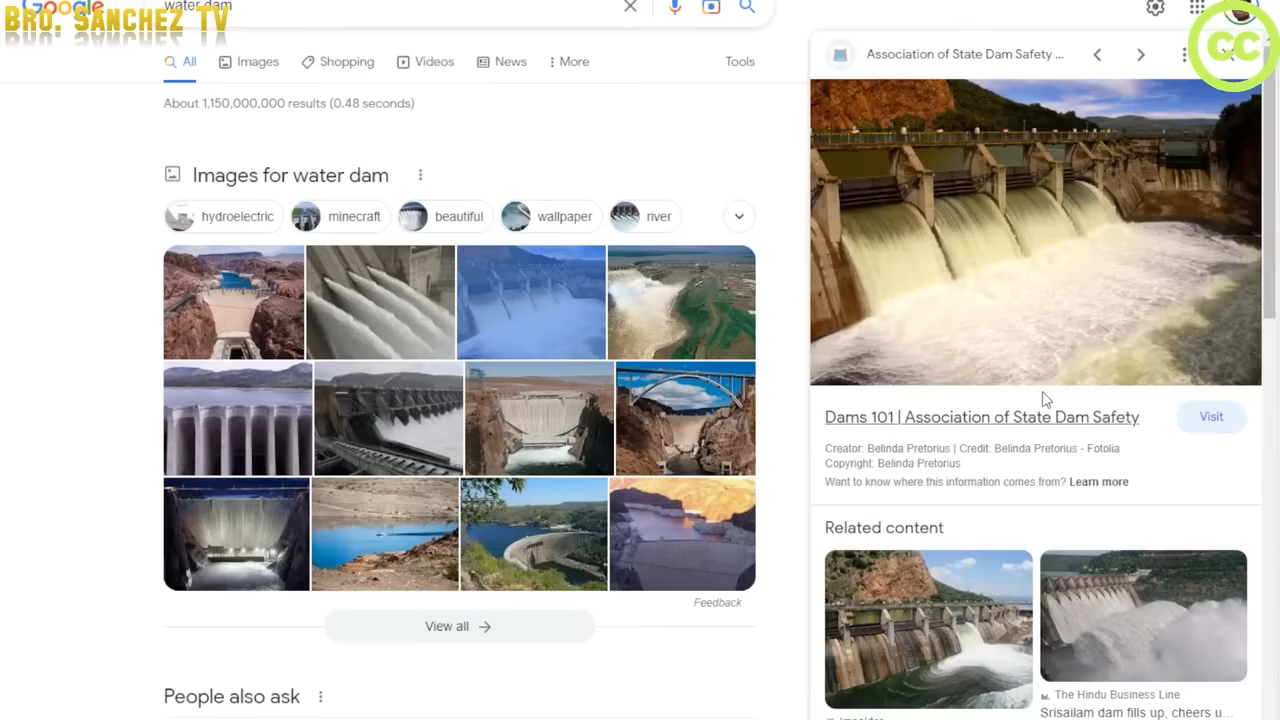 Google
water dam
BRO. SANCHEZ TV
CC
All
Images
Shopping
Videos
News
More
Tools
About 1,150,000,000 results (0.48 seconds)
Images for water dam
hydroelectric
minecraft
beautiful
wallpaper
river
Feedback
View all
People also ask
Association of State Dam Safety ...
Dams 101 | Association of State Dam Safety
Visit
Creator: Belinda Pretorius | Credit: Belinda Pretorius - Fotolia
Copyright: Belinda Pretorius
Want to know where this information comes from? Learn more
Related content
The Hindu Business Line
Srisailam dam fills up, cheers u...